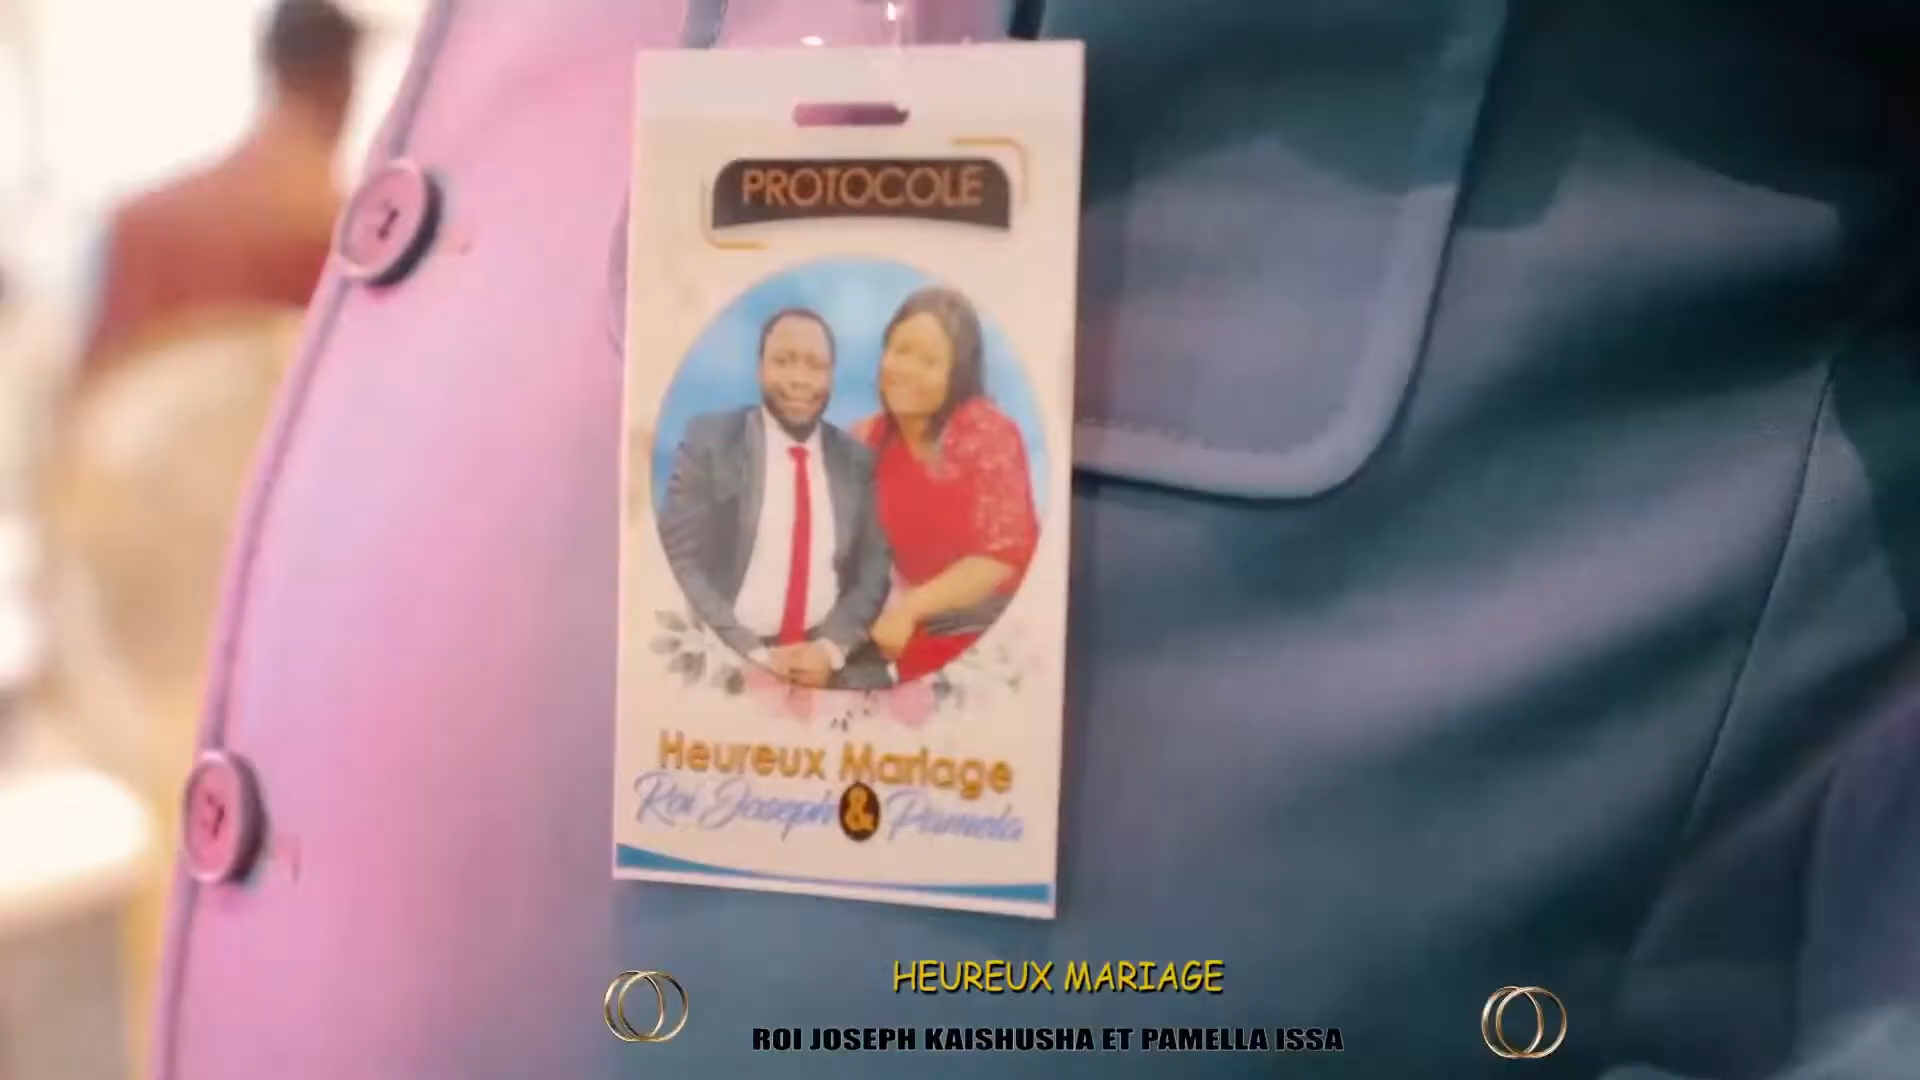 PROTOCOLE
Heureux Mariage
Roi Joseph & Pamela
HEUREUX MARIAGE
ROI JOSEPH KAISHUSHA ET PAMELLA ISSA